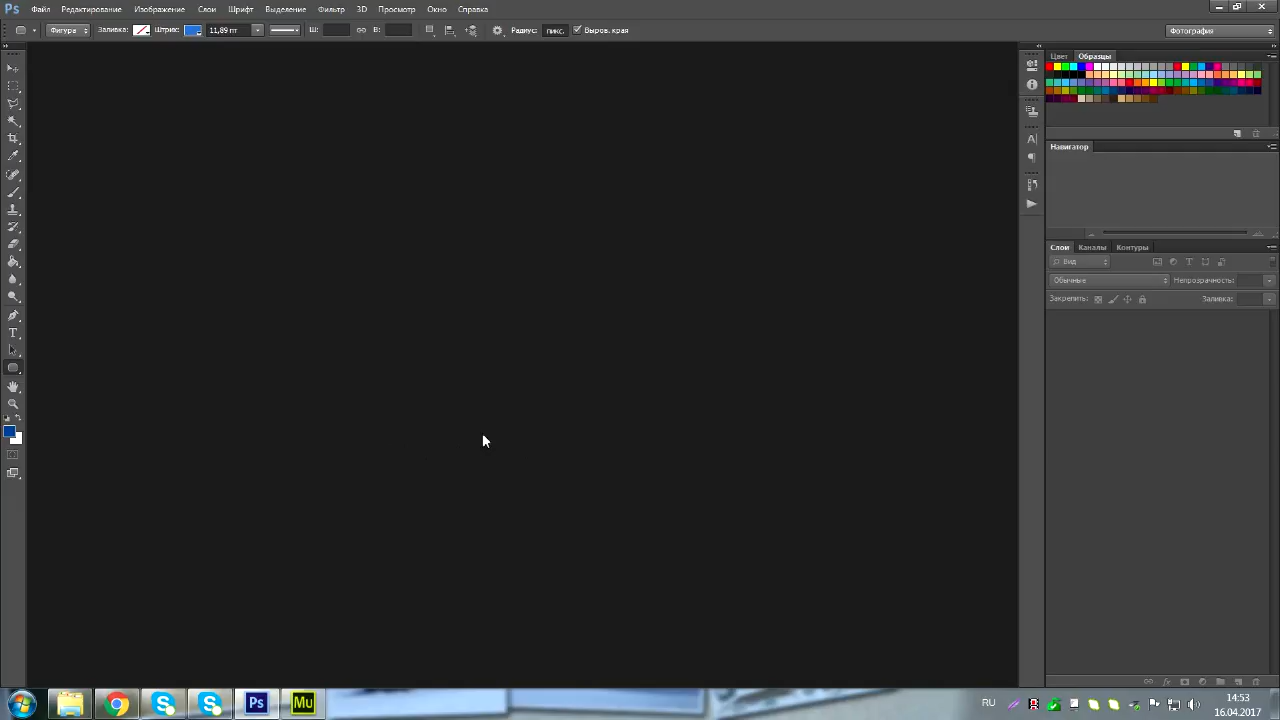 Ps Файл Редактирование Изображение Слои Шрифт Выделение Фильтр 3D Просмотр Окно Справка
Фигура Заливка: Штрих: 11,89 пт Ш: В: Радиус: пикс. Выров. края Фотография
Цвет Образцы
Навигатор
Слои Каналы Контуры
Вид
Обычные Непрозрачность:
Закрепить: Заливка:
Ps Mu RU 14:53
16.04.2017